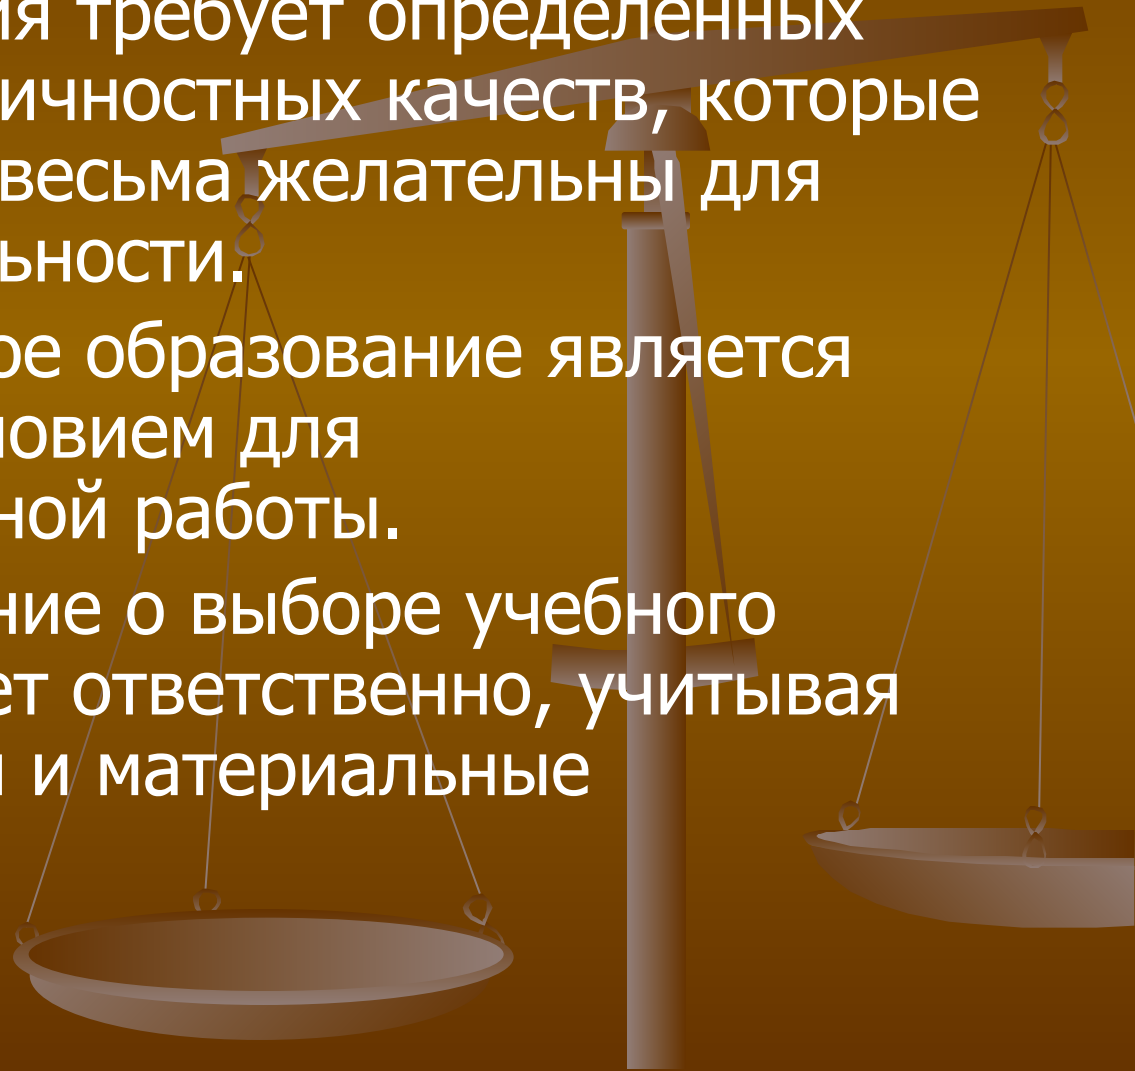 ия требует определенных
ичностных качеств, которые
весьма желательны для
ьности.
ое образование является
ловием для
ной работы.
ние о выборе учебного
ет ответственно, учитывая
и и материальные